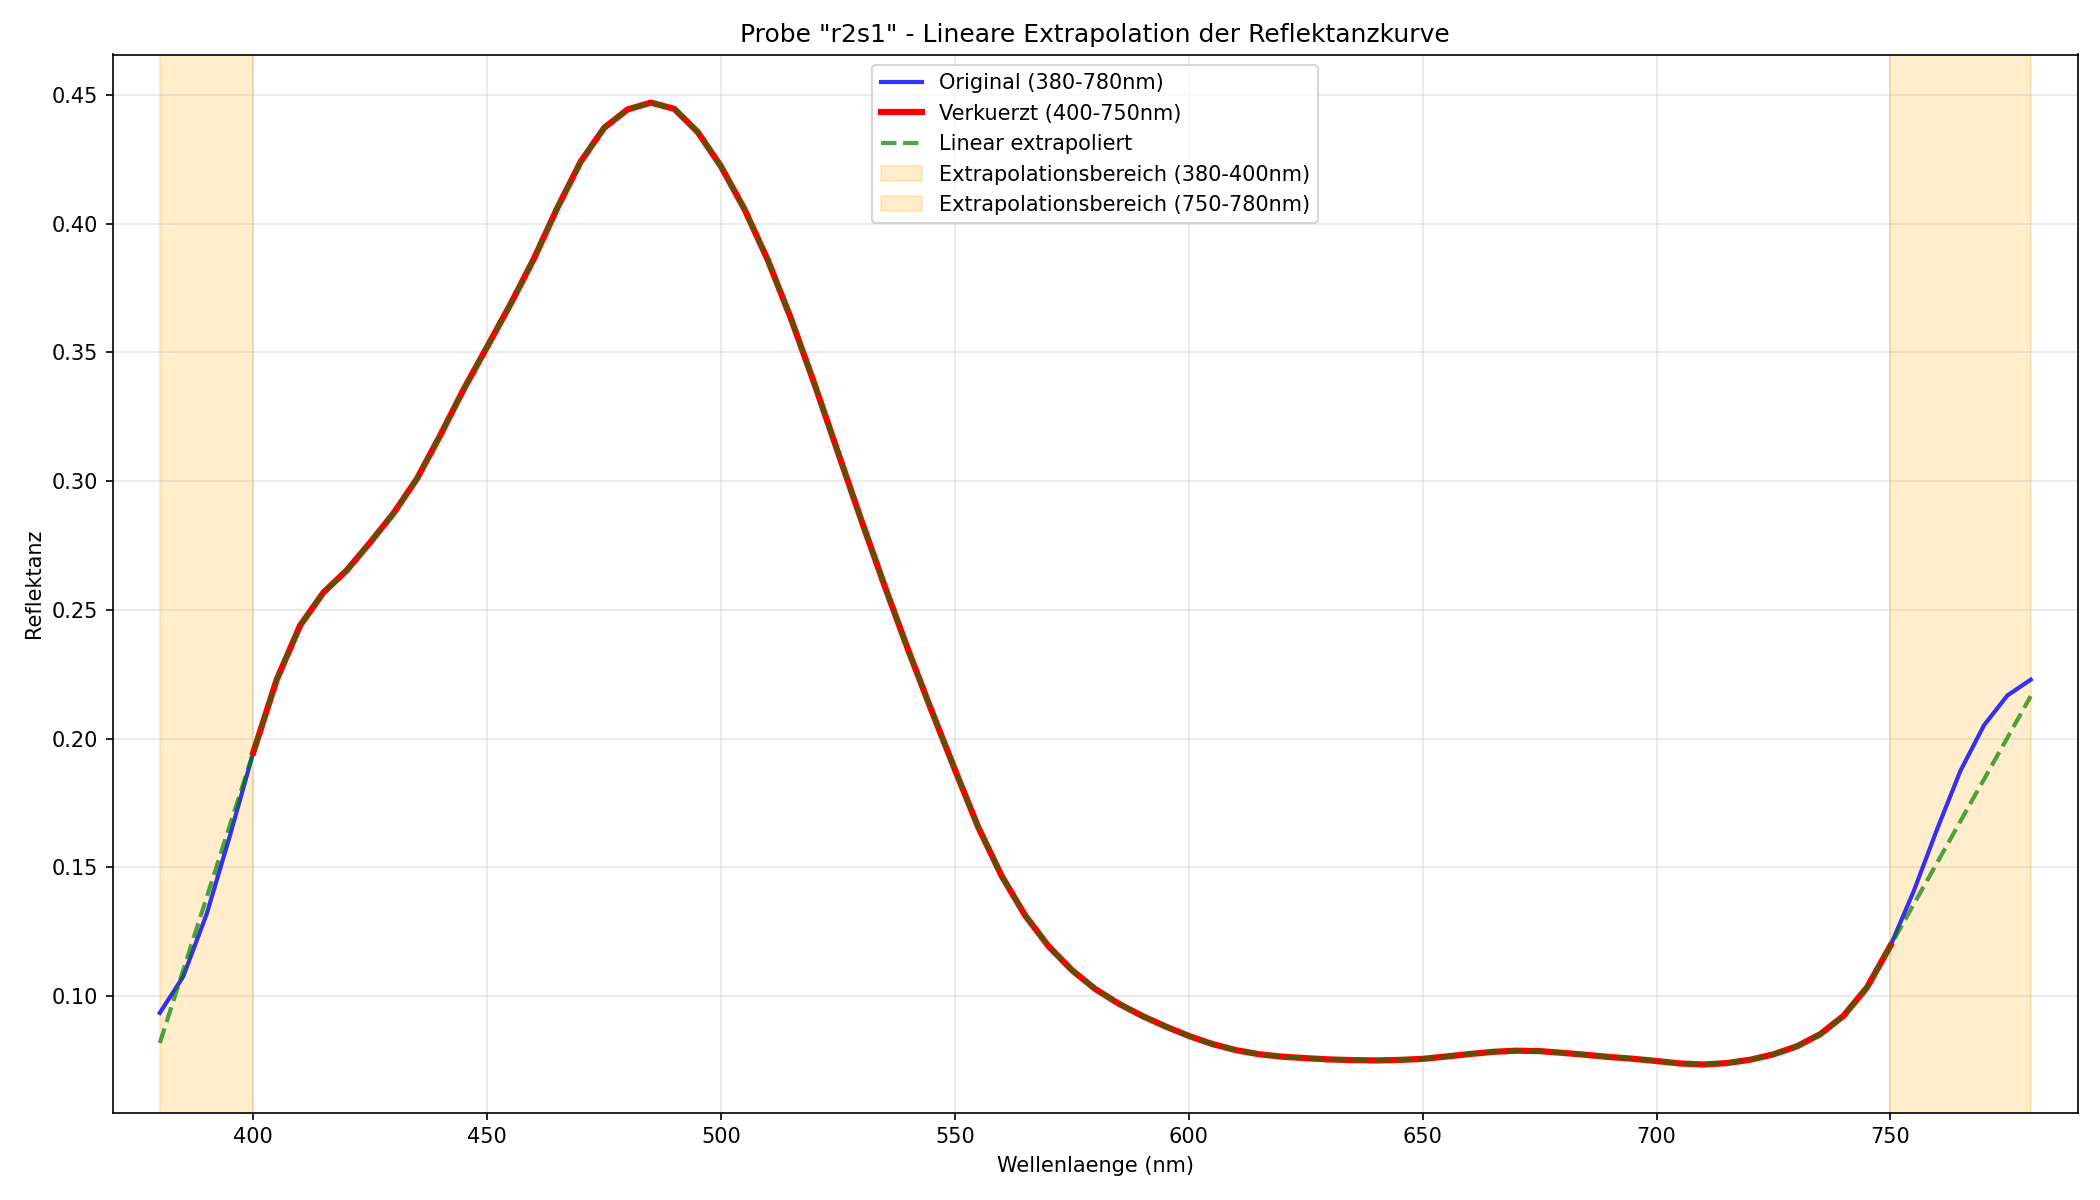 Probe "r2s1" - Lineare Extrapolation der Reflektanzkurve
Original (380-780nm)
Verkuerzt (400-750nm)
Linear extrapoliert
Extrapolationsbereich (380-400nm)
Extrapolationsbereich (750-780nm)
0.45
0.40
0.35
0.30
0.25
0.20
0.15
0.10
Reflektanz
400 450 500 550 600 650 700 750
Wellenlaenge (nm)